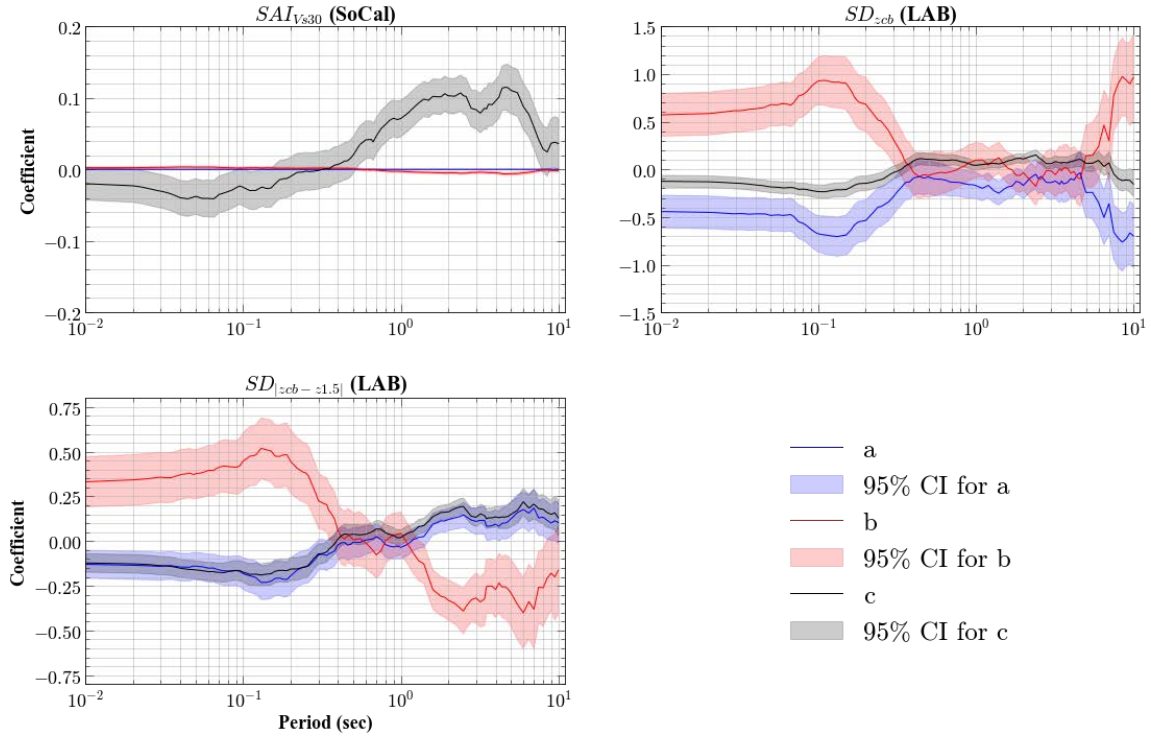 SAI_{Vs30} (SoCal)
0.2
0.1
0.0
−0.1
−0.2
Coefficient
10^{−2}
10^{−1}
10^{0}
10^{1}
SD_{zcb} (LAB)
1.5
1.0
0.5
0.0
−0.5
−1.0
−1.5
10^{−2}
10^{−1}
10^{0}
10^{1}
SD_{|zcb − z1.5|} (LAB)
0.75
0.50
0.25
0.00
−0.25
−0.50
−0.75
Coefficient
10^{−2}
10^{−1}
10^{0}
10^{1}
Period (sec)
a
95% CI for a
b
95% CI for b
c
95% CI for c